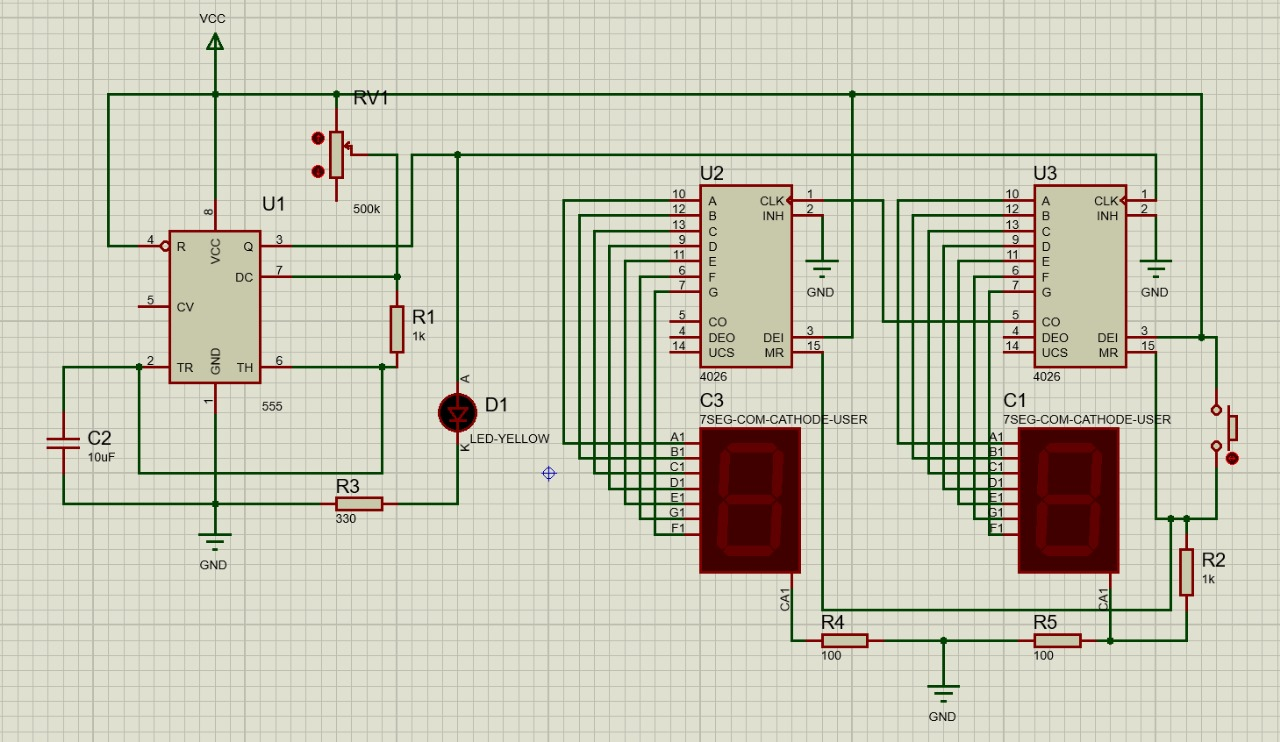 VCC
RV1
500k
U1
8
4
R
VCC
Q
3
DC
7
5
CV
GND
2
TR
TH
6
1
555
R1
1k
C2
10uF
A
D1
LED-YELLOW
K
R3
330
GND
U2
10
A
CLK
1
12
B
INH
2
13
C
9
D
11
E
6
F
7
G
5
CO
4
DEO
DEI
3
14
UCS
MR
15
4026
GND
U3
10
A
CLK
1
12
B
INH
2
13
C
9
D
11
E
6
F
7
G
5
CO
4
DEO
DEI
3
14
UCS
MR
15
4026
GND
C3
7SEG-COM-CATHODE-USER
A1
B1
C1
D1
E1
G1
F1
CA1
C1
7SEG-COM-CATHODE-USER
A1
B1
C1
D1
E1
G1
F1
CA1
R2
1k
R4
100
R5
100
GND